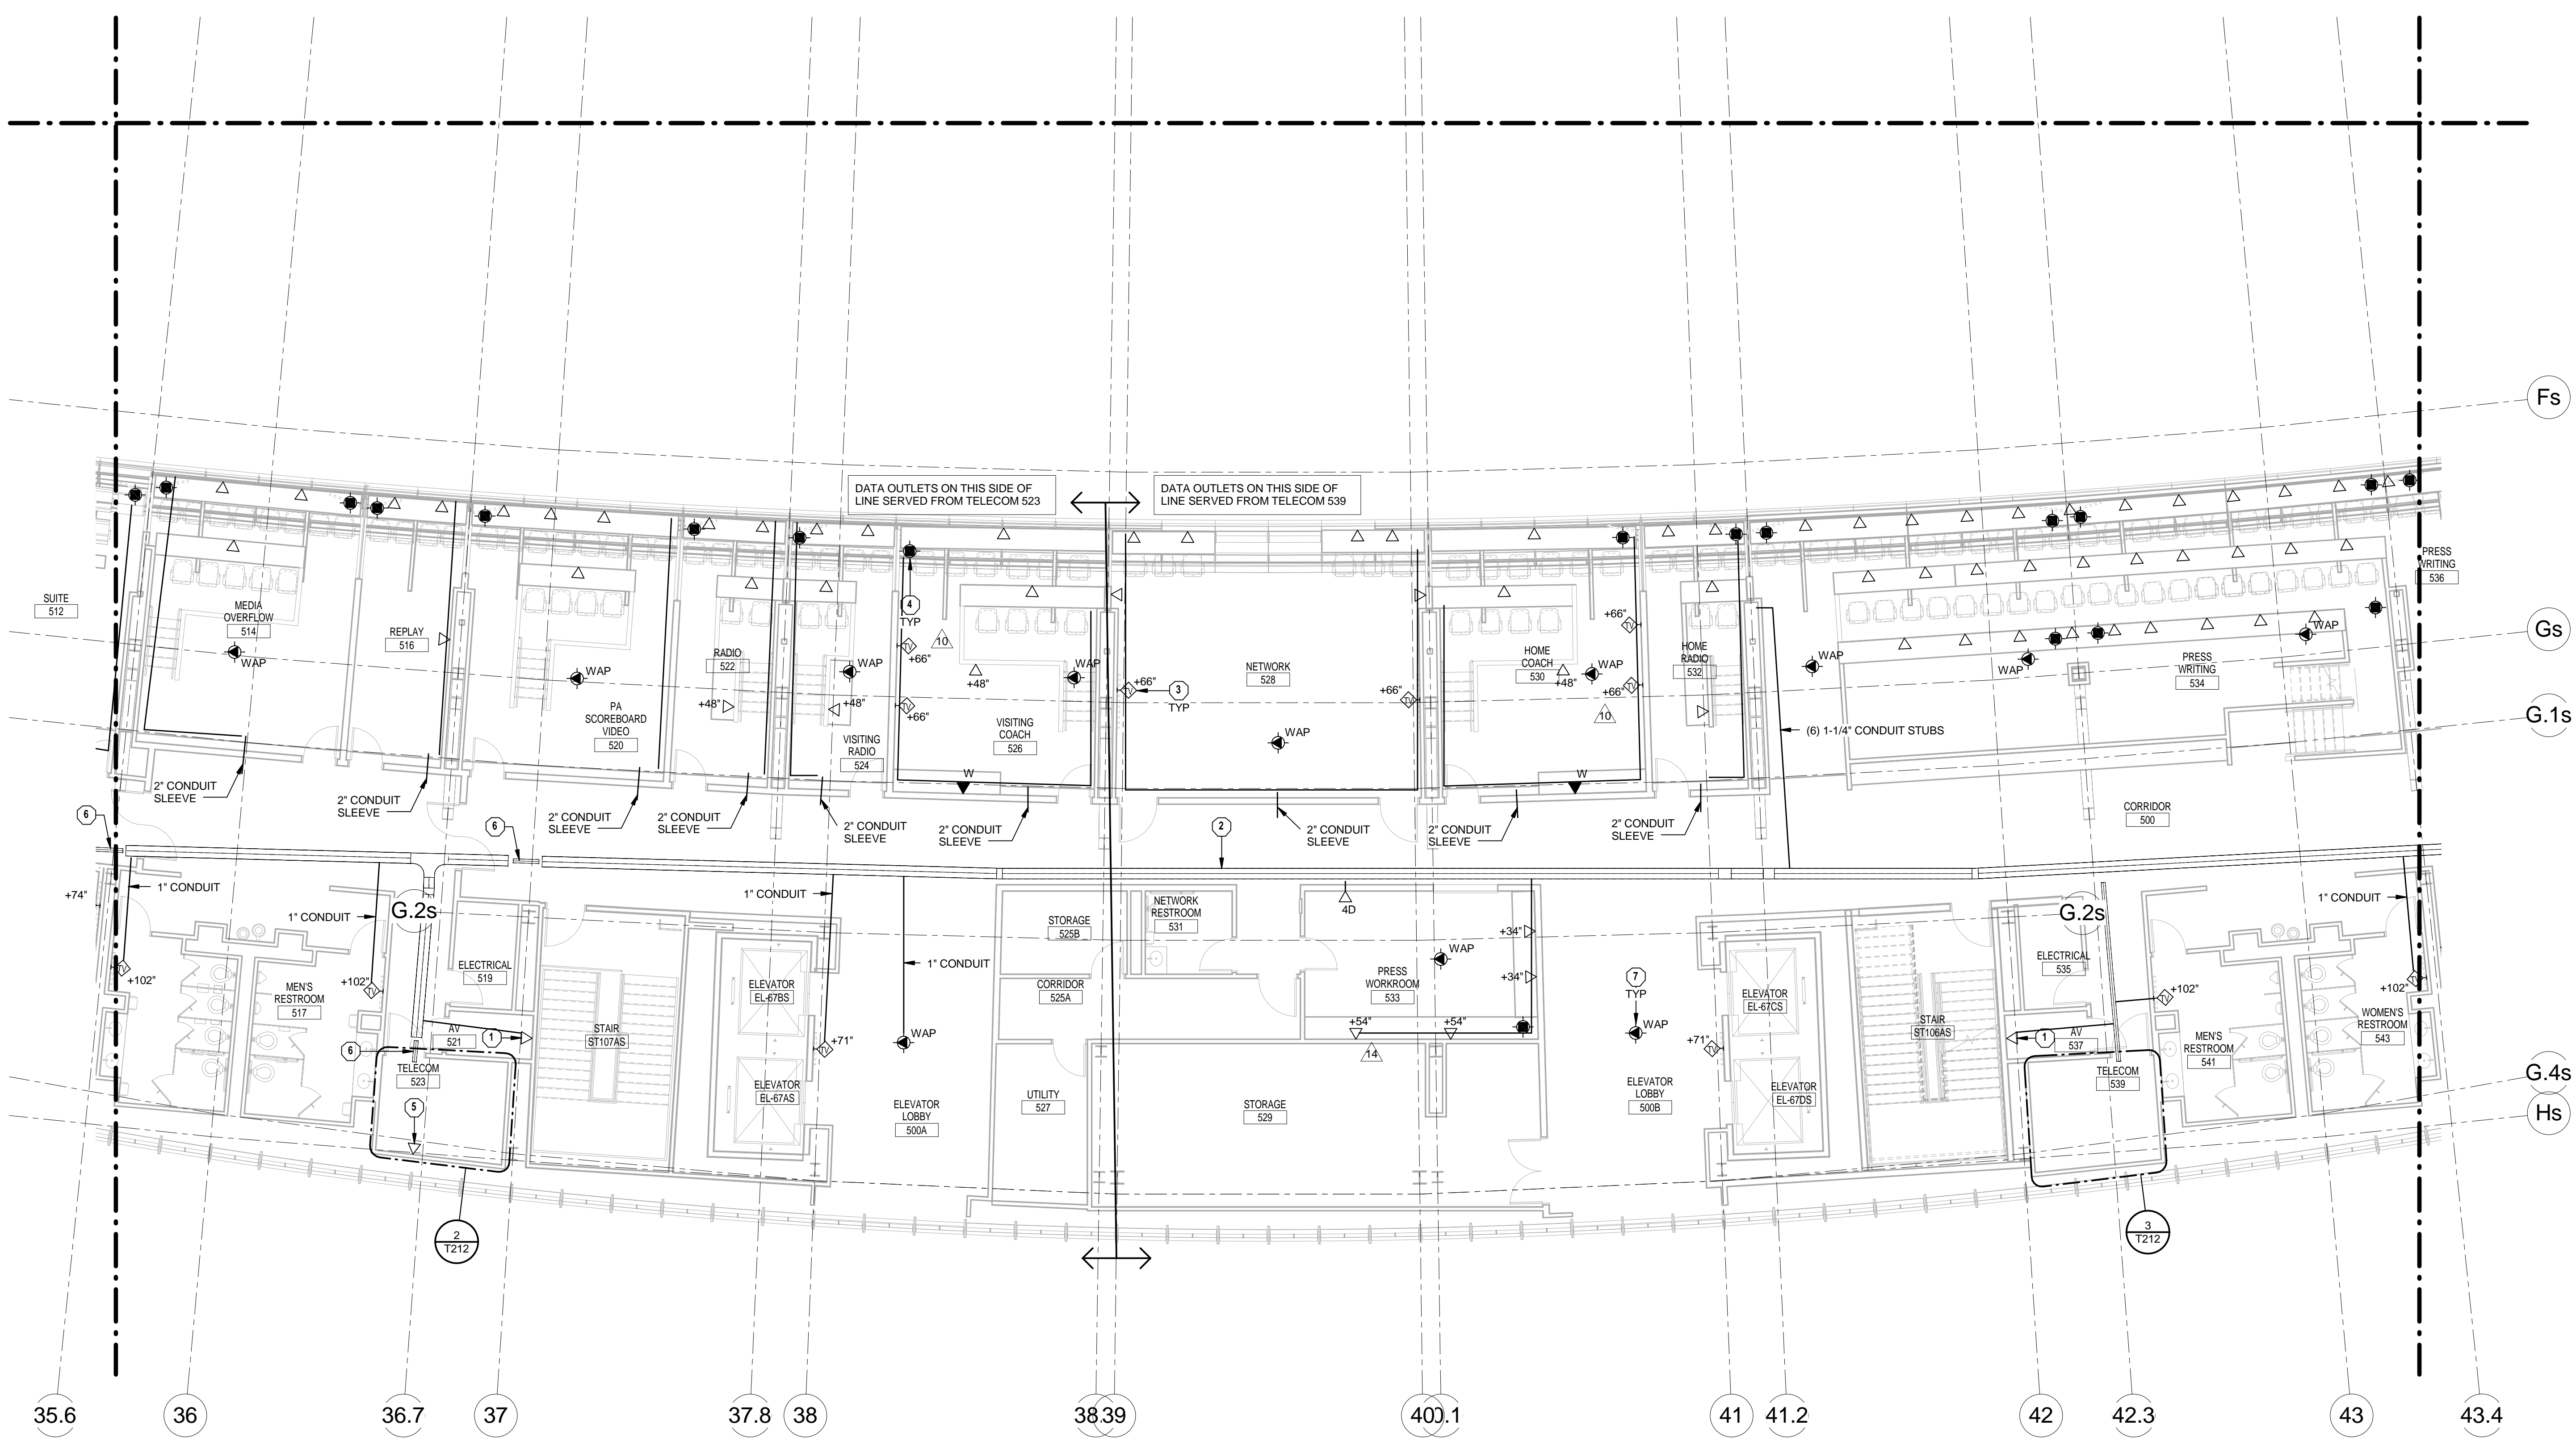 Fs
DATA OUTLETS ON THIS SIDE OF
LINE SERVED FROM TELECOM 523
DATA OUTLETS ON THIS SIDE OF
LINE SERVED FROM TELECOM 539
SUITE
512
MEDIA
OVERFLOW
514
WAP
REPLAY
516
WAP
PA
SCOREBOARD
VIDEO
520
RADIO
522
+48"
WAP
+48"
VISITING
RADIO
524
4
TYP
TV
+66"
10
TV
+66"
+48"
WAP
VISITING
COACH
526
W
TV
+66"
3
TYP
NETWORK
528
WAP
+66"
TV
HOME
COACH
530
+48"
WAP
+66"
TV
+66"
TV
10
W
HOME
RADIO
532
WAP
(6) 1-1/4" CONDUIT STUBS
WAP
WAP
PRESS
WRITING
534
PRESS
WRITING
536
Gs
G.1s
CORRIDOR
500
2" CONDUIT
SLEEVE
2" CONDUIT
SLEEVE
2" CONDUIT
SLEEVE
2" CONDUIT
SLEEVE
2" CONDUIT
SLEEVE
2" CONDUIT
SLEEVE
2" CONDUIT
SLEEVE
2" CONDUIT
SLEEVE
2" CONDUIT
SLEEVE
6
6
2
+74"
1" CONDUIT
1" CONDUIT
G.2s
1" CONDUIT
1" CONDUIT
TV
+102"
+102"
TV
MEN'S
RESTROOM
517
ELECTRICAL
519
AV
521
1
6
TELECOM
523
5
STAIR
ST107AS
ELEVATOR
EL-67BS
ELEVATOR
EL-67AS
TV
+71"
WAP
ELEVATOR
LOBBY
500A
STORAGE
525B
CORRIDOR
525A
UTILITY
527
NETWORK
RESTROOM
531
STORAGE
529
4D
WAP
+34"
+34"
PRESS
WORKROOM
533
+54"
+54"
14
7
TYP
WAP
ELEVATOR
LOBBY
500B
+71"
TV
ELEVATOR
EL-67CS
ELEVATOR
EL-67DS
STAIR
ST106AS
G.2s
ELECTRICAL
535
1
AV
537
TELECOM
539
TV
+102"
MEN'S
RESTROOM
541
1" CONDUIT
+102"
TV
WOMEN'S
RESTROOM
543
G.4s
Hs
2
T212
3
T212
35.6
36
36.7
37
37.8
38
38
39
40
0.1
41
41.2
42
42.3
43
43.4